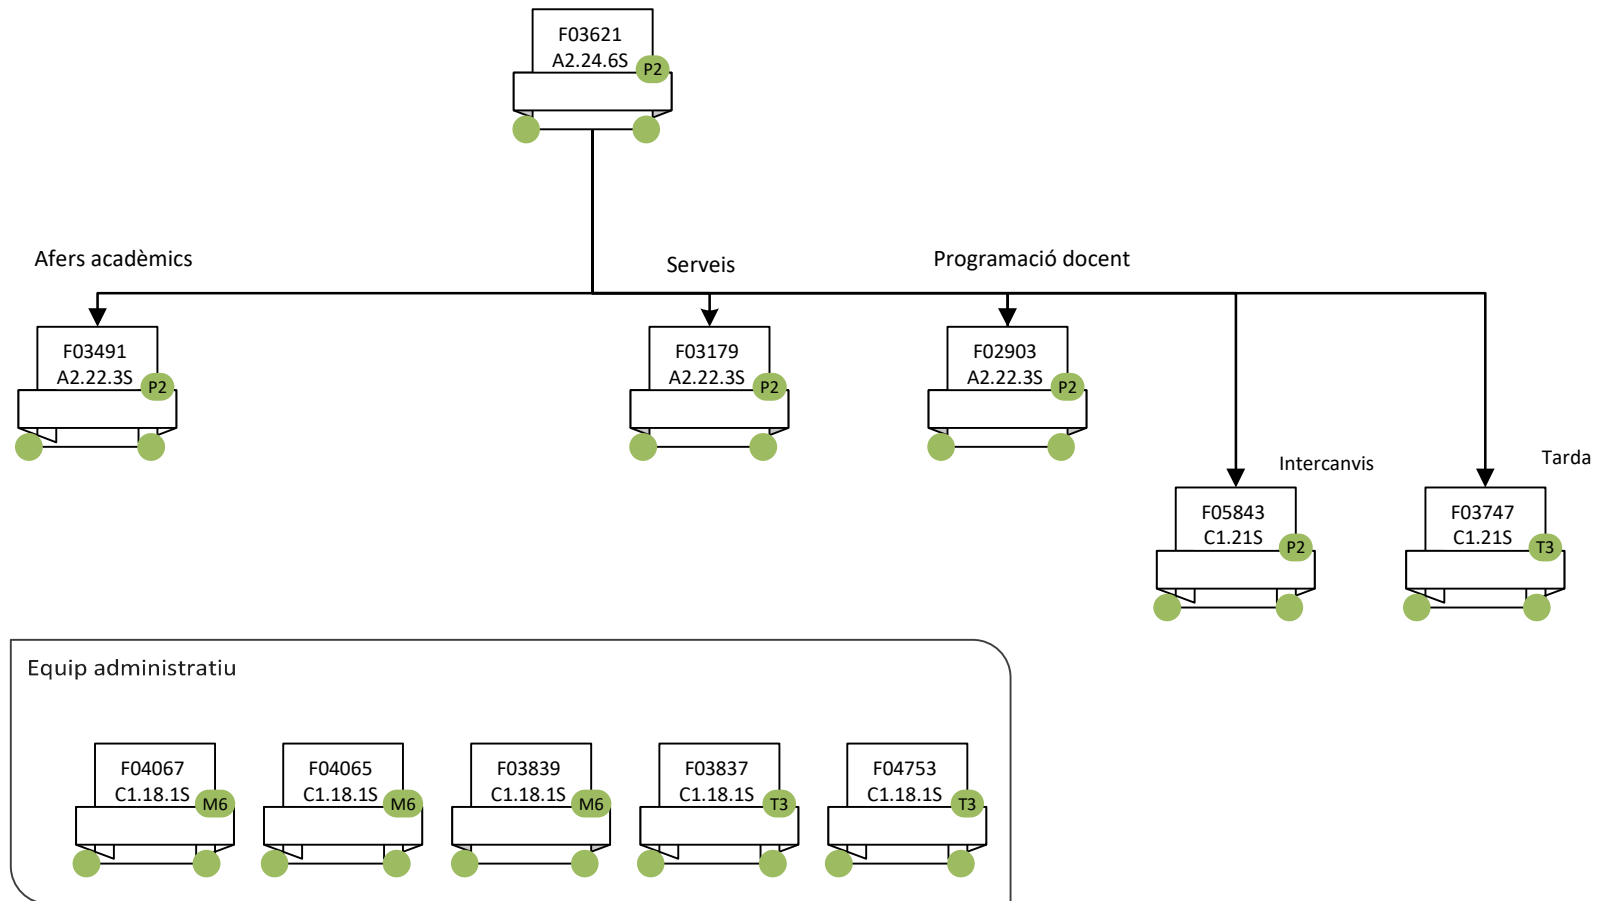 F03621
A2.24.6S
P2
Afers acadèmics
Serveis
Programació docent
F03491
A2.22.3S
P2
F03179
A2.22.3S
P2
F02903
A2.22.3S
P2
Intercanvis
Tarda
F05843
C1.21S
P2
F03747
C1.21S
T3
Equip administratiu
F04067
C1.18.1S
M6
F04065
C1.18.1S
M6
F03839
C1.18.1S
M6
F03837
C1.18.1S
T3
F04753
C1.18.1S
T3